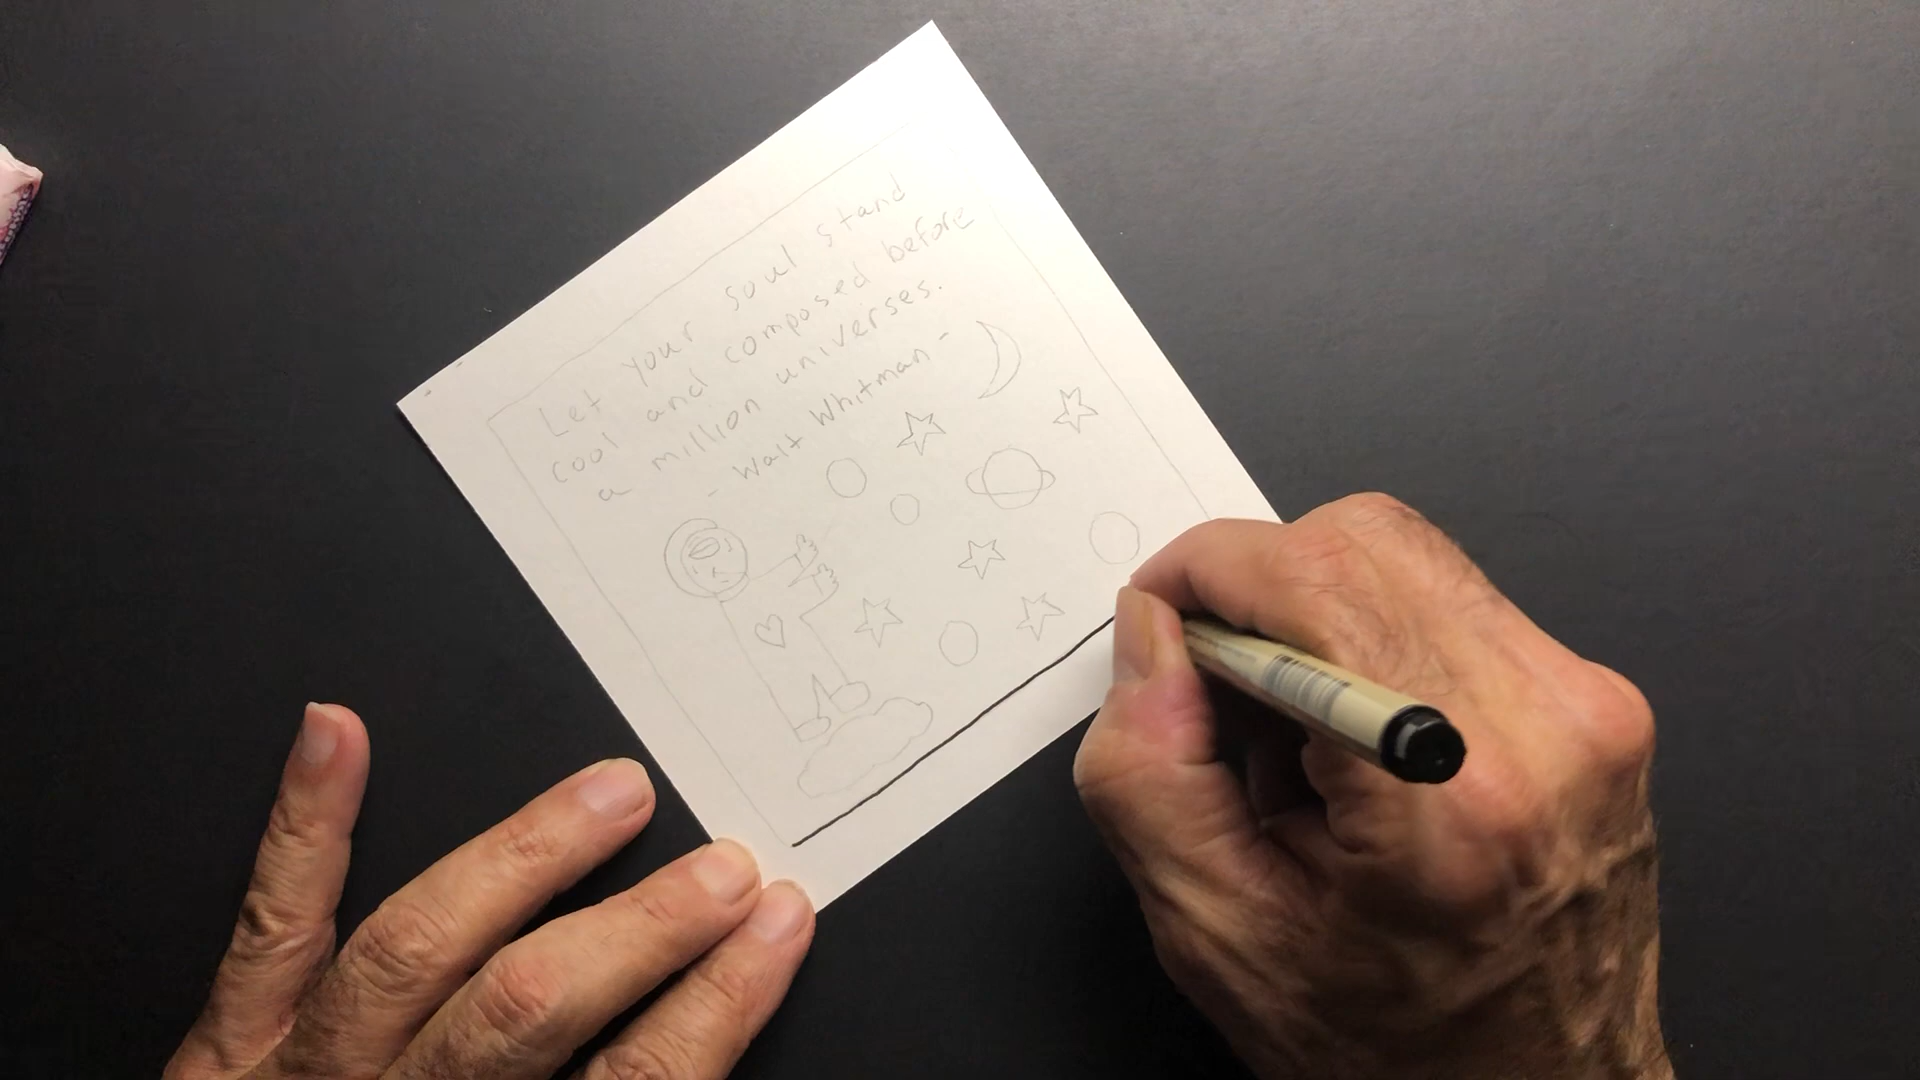 Let your soul stand
cool and composed before
a million universes.
- Walt Whitman -